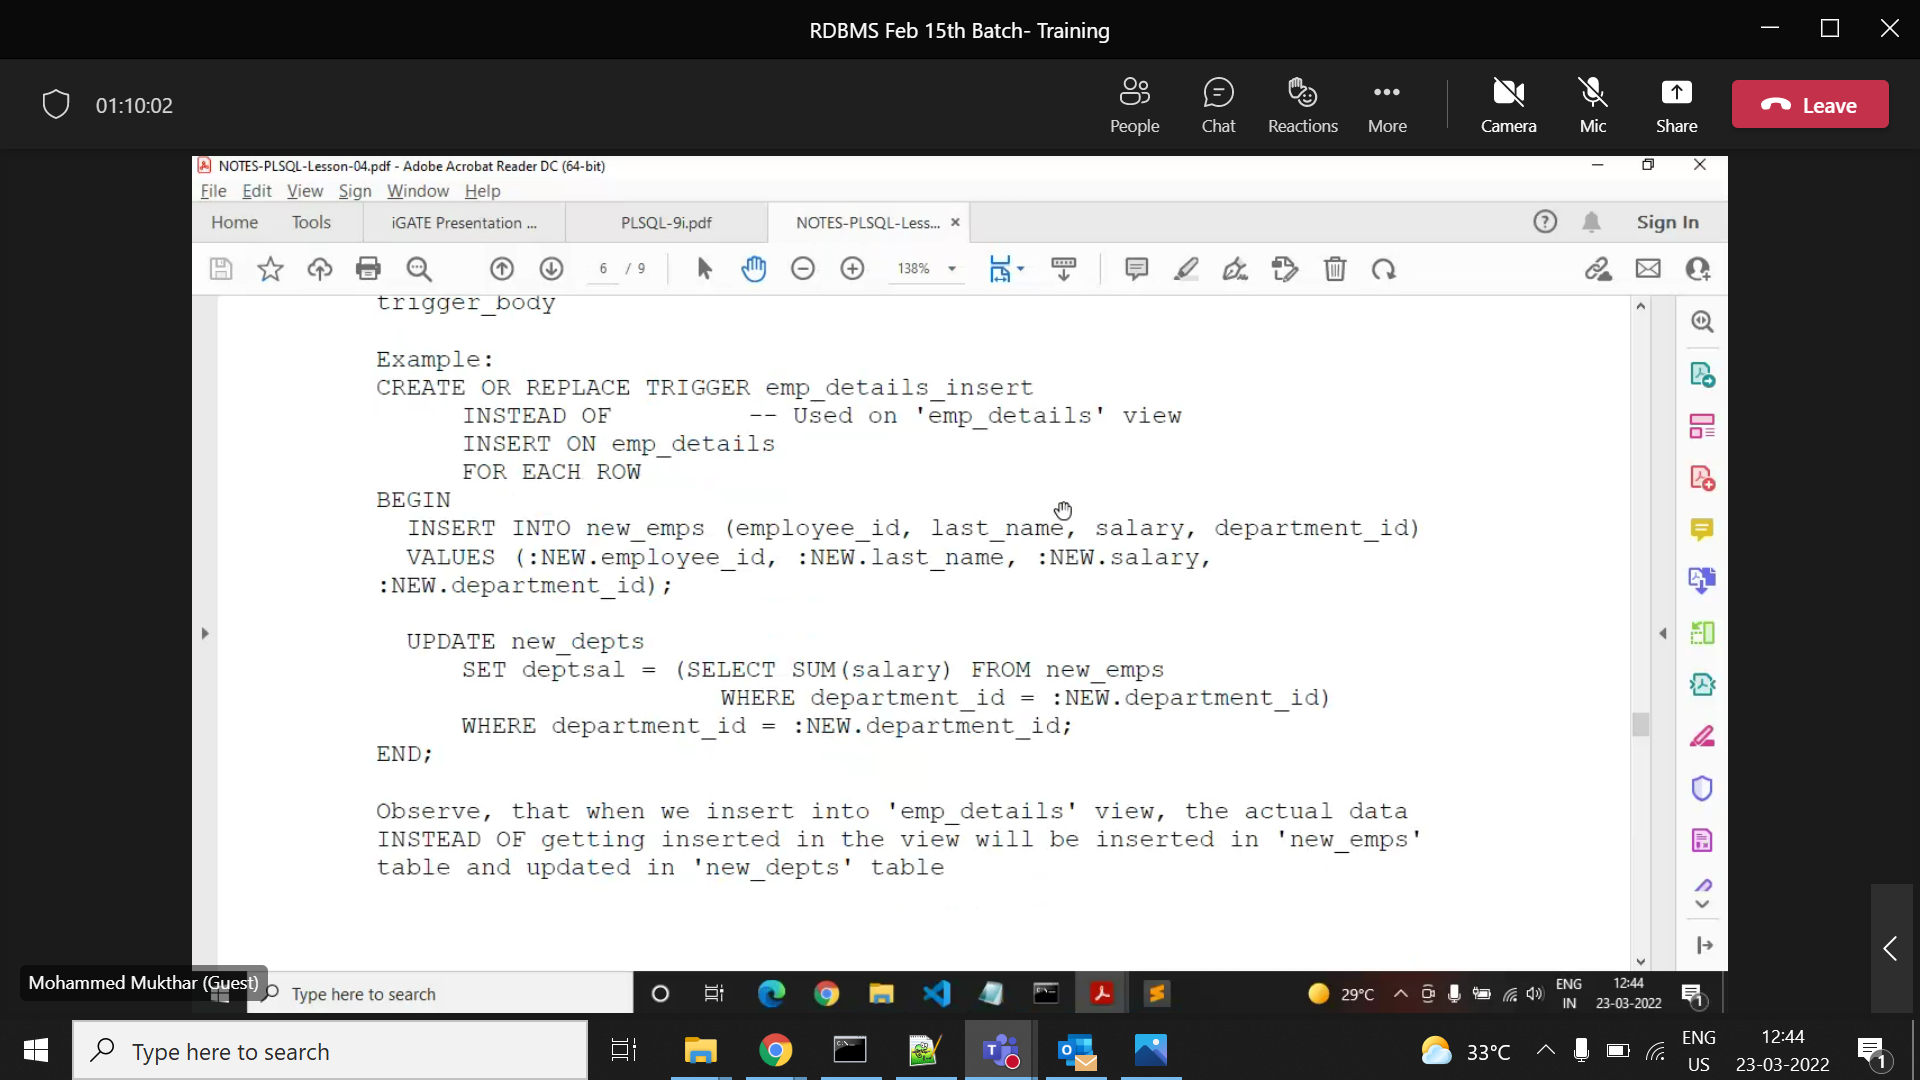 RDBMS Feb 15th Batch- Training
01:10:02
People
Chat
Reactions
More
Camera
Mic
Share
Leave
NOTES-PLSQL-Lesson-04.pdf - Adobe Acrobat Reader DC (64-bit)
File Edit View Sign Window Help
Home Tools iGATE Presentation ... PLSQL-9i.pdf NOTES-PLSQL-Less... × Sign In
6 / 9 138%
trigger_body
Example:
CREATE OR REPLACE TRIGGER emp_details_insert
INSTEAD OF -- Used on 'emp_details' view
INSERT ON emp_details
FOR EACH ROW
BEGIN
INSERT INTO new_emps (employee_id, last_name, salary, department_id)
VALUES (:NEW.employee_id, :NEW.last_name, :NEW.salary,
:NEW.department_id);
UPDATE new_depts
SET deptsal = (SELECT SUM(salary) FROM new_emps
WHERE department_id = :NEW.department_id)
WHERE department_id = :NEW.department_id;
END;
Observe, that when we insert into 'emp_details' view, the actual data
INSTEAD OF getting inserted in the view will be inserted in 'new_emps'
table and updated in 'new_depts' table
Mohammed Mukthar (Guest)
Type here to search
29°C
ENG
IN
12:44
23-03-2022
1
Type here to search
33°C
ENG
US
12:44
23-03-2022
1